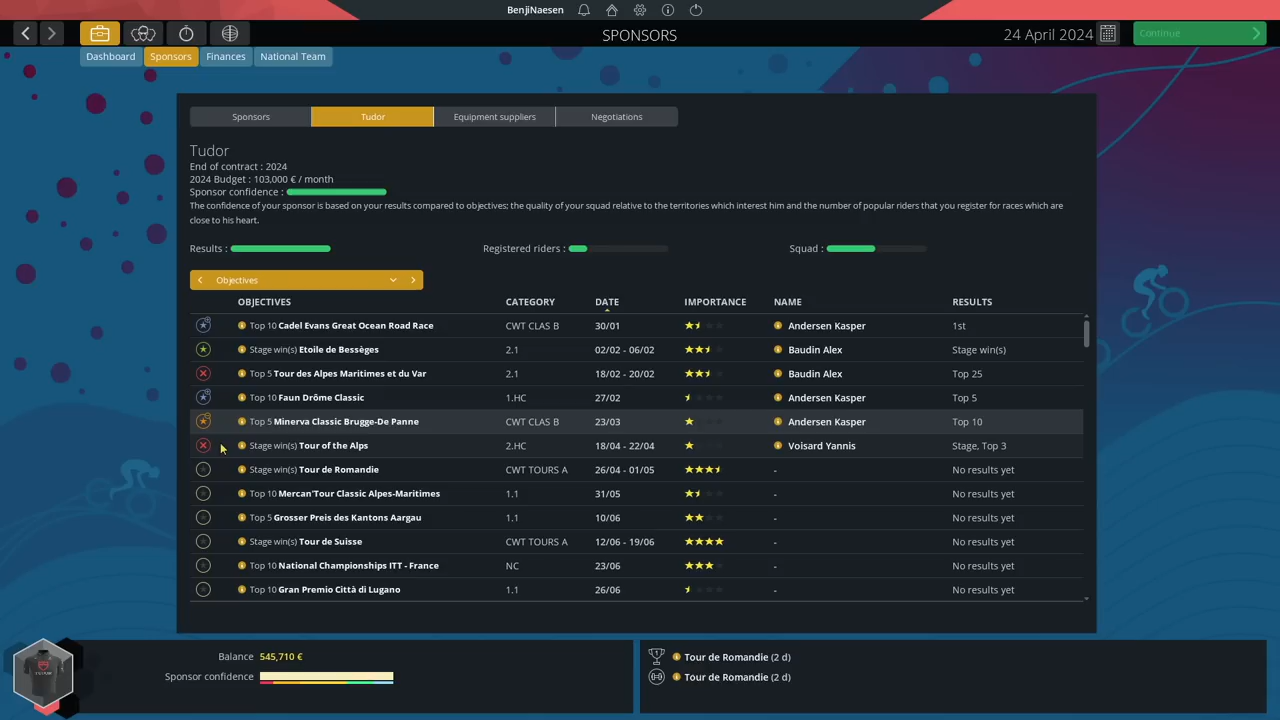 BenjiNaesen
SPONSORS
24 April 2024
Continue
Dashboard Sponsors Finances National Team
Sponsors Tudor Equipment suppliers Negotiations
Tudor
End of contract : 2024
2024 Budget : 103,000 € / month
Sponsor confidence :
The confidence of your sponsor is based on your results compared to objectives; the quality of your squad relative to the territories which interest him and the number of popular riders that you register for races which are
close to his heart.
Results : Registered riders : Squad :
Objectives
OBJECTIVES CATEGORY DATE IMPORTANCE NAME RESULTS
Top 10 Cadel Evans Great Ocean Road Race CWT CLAS B 30/01 Andersen Kasper 1st
Stage win(s) Etoile de Bessèges 2.1 02/02 - 06/02 Baudin Alex Stage win(s)
Top 5 Tour des Alpes Maritimes et du Var 2.1 18/02 - 20/02 Baudin Alex Top 25
Top 10 Faun Drôme Classic 1.HC 27/02 Andersen Kasper Top 5
Top 5 Minerva Classic Brugge-De Panne CWT CLAS B 23/03 Andersen Kasper Top 10
Stage win(s) Tour of the Alps 2.HC 18/04 - 22/04 Voisard Yannis Stage, Top 3
Stage win(s) Tour de Romandie CWT TOURS A 26/04 - 01/05 - No results yet
Top 10 Mercan'Tour Classic Alpes-Maritimes 1.1 31/05 - No results yet
Top 5 Grosser Preis des Kantons Aargau 1.1 10/06 - No results yet
Stage win(s) Tour de Suisse CWT TOURS A 12/06 - 19/06 - No results yet
Top 10 National Championships ITT - France NC 23/06 - No results yet
Top 10 Gran Premio Città di Lugano 1.1 26/06 - No results yet
Balance 545,710 €
Sponsor confidence
Tour de Romandie (2 d)
Tour de Romandie (2 d)